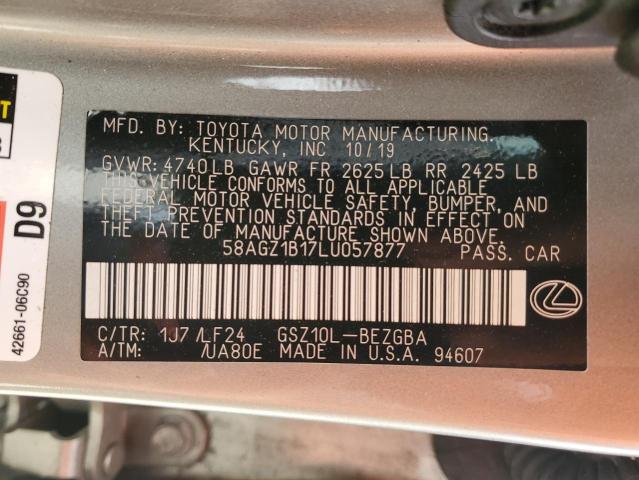 MFD. BY: TOYOTA MOTOR MANUFACTURING,
KENTUCKY, INC 10/19
GVWR: 4740LB GAWR FR 2625 LB RR 2425 LB
THIS VEHICLE CONFORMS TO ALL APPLICABLE
FEDERAL MOTOR VEHICLE SAFETY, BUMPER, AND
THEFT PREVENTION STANDARDS IN EFFECT ON
THE DATE OF MANUFACTURE SHOWN ABOVE.
58AGZ1B17LU057877 PASS. CAR
C/TR: 1J7 /LF24 GSZ10L-BEZGBA
A/TM: /UA80E MADE IN U.S.A. 94607
D9
42661-06C90